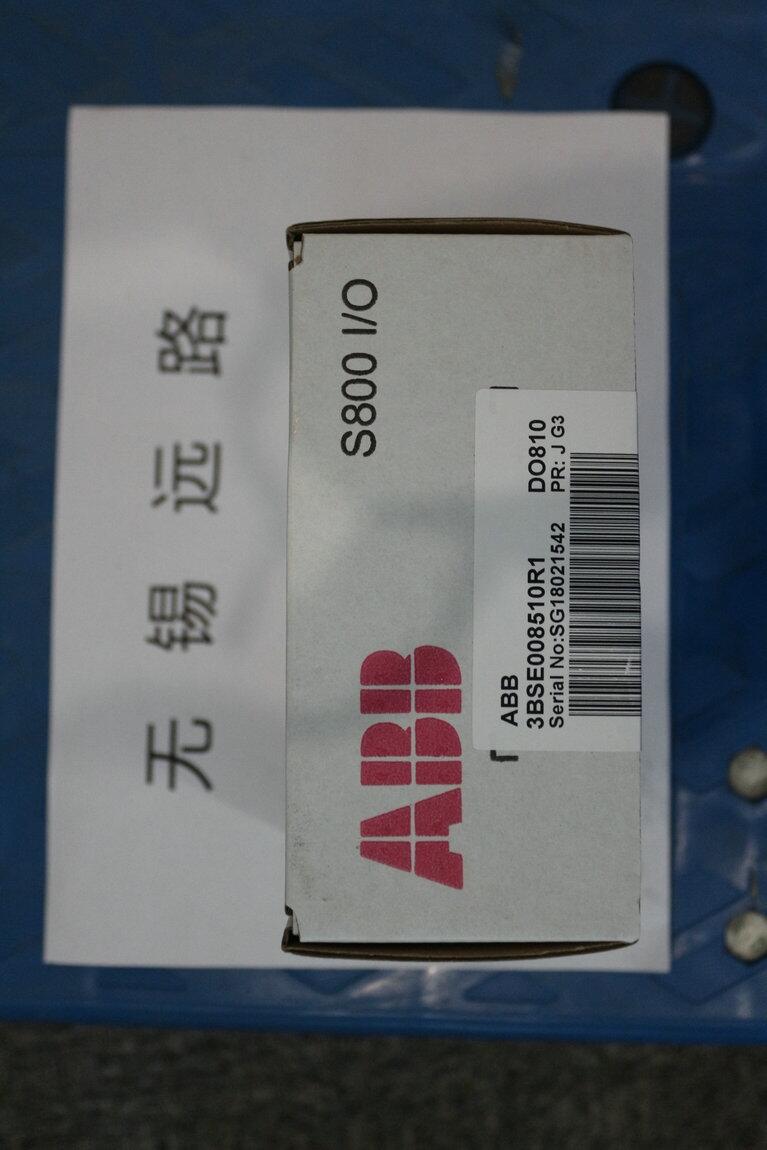 无锡远路
S800 I/O
ABB
ABB
3BSE008510R1 DO810
Serial No:SG18021542 PR: J G3